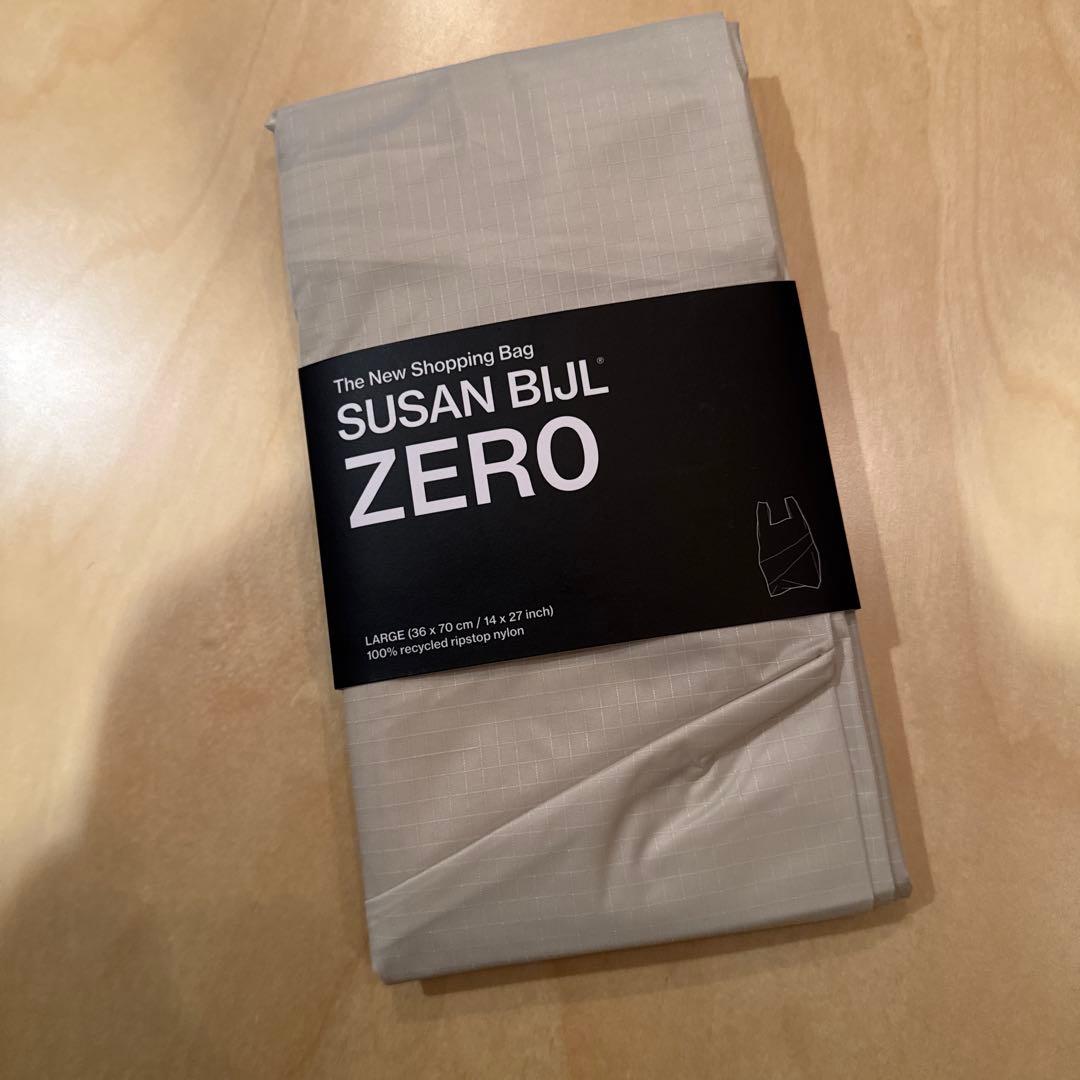 The New Shopping Bag
SUSAN BIJL®
ZERO
LARGE (36 x 70 cm / 14 x 27 inch)
100% recycled ripstop nylon